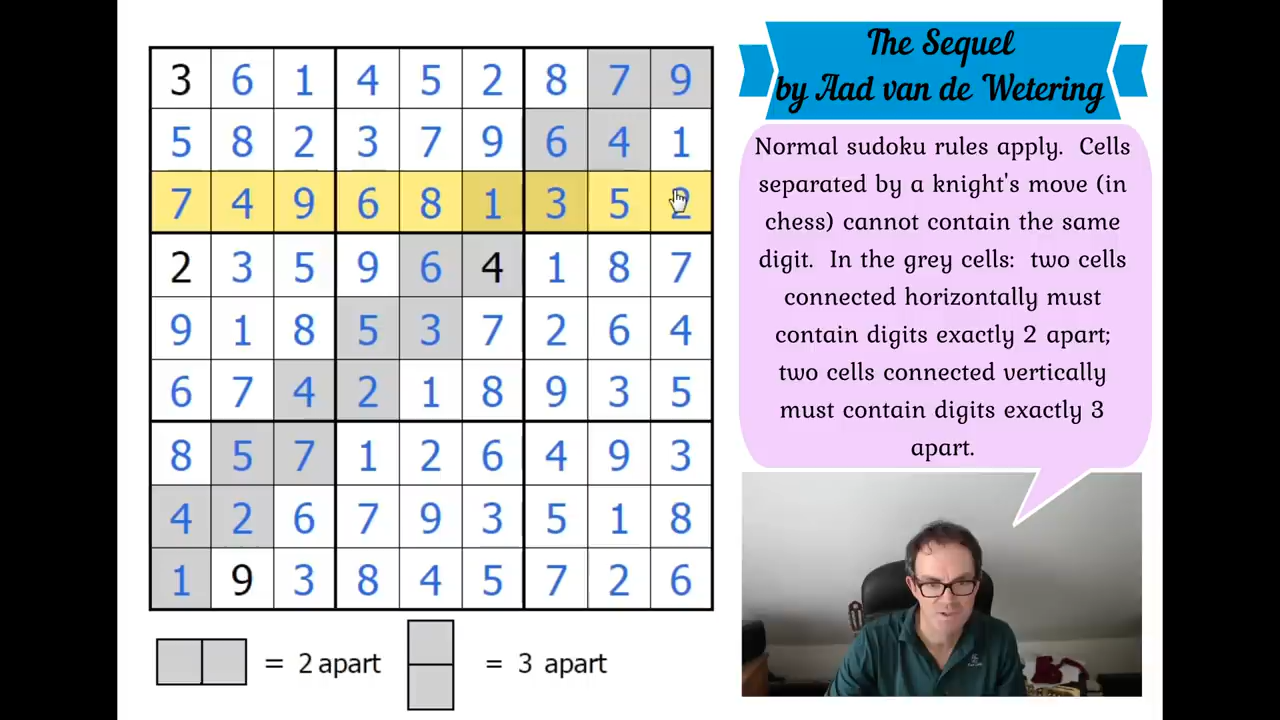 The Sequel
by Aad van de Wetering
Normal sudoku rules apply. Cells
separated by a knight's move (in
chess) cannot contain the same
digit. In the grey cells: two cells
connected horizontally must
contain digits exactly 2 apart;
two cells connected vertically
must contain digits exactly 3
apart.
3 6 1 4 5 2 8 7 9
5 8 2 3 7 9 6 4 1
7 4 9 6 8 1 3 5 2
2 3 5 9 6 4 1 8 7
9 1 8 5 3 7 2 6 4
6 7 4 2 1 8 9 3 5
8 5 7 1 2 6 4 9 3
4 2 6 7 9 3 5 1 8
1 9 3 8 4 5 7 2 6
= 2 apart = 3 apart